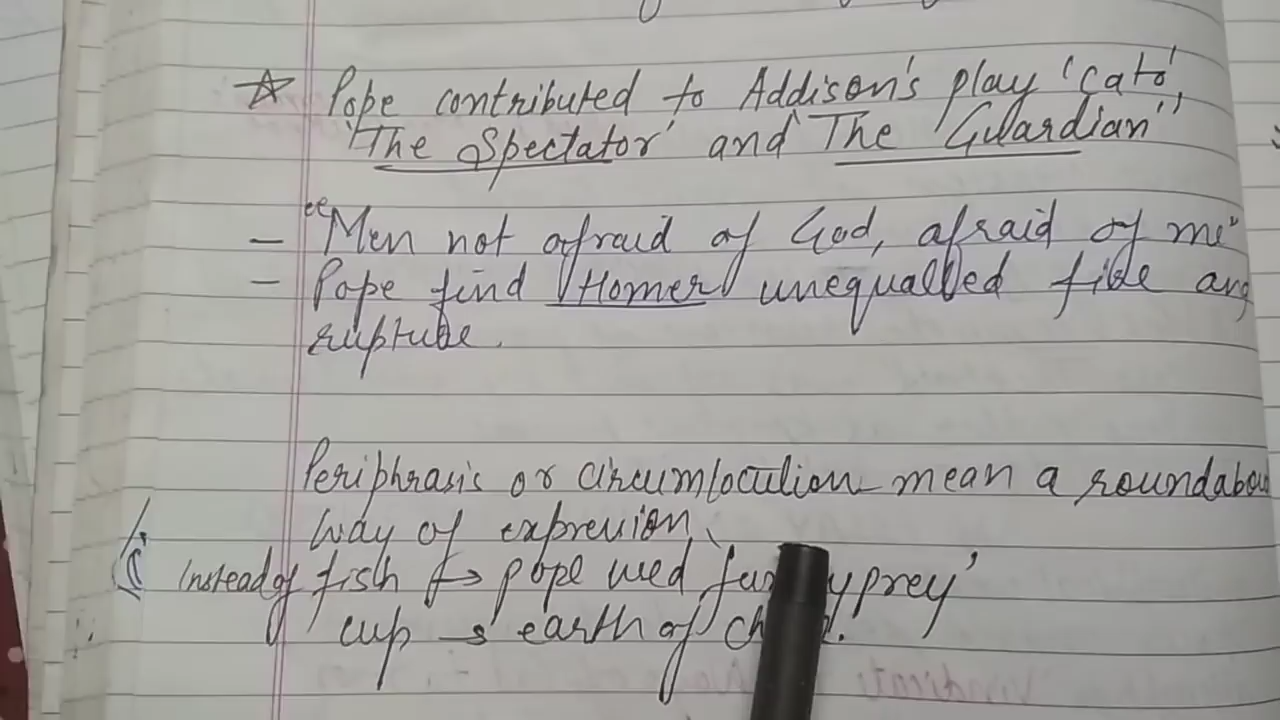 ☆ Pope contributed to Addison's play 'Cato',
'The Spectator' and 'The Guardian'
– "Men not afraid of God, afraid of me"
– Pope find Homer unequalled fire and
rupture.
Periphrasis or circumlocution mean a roundabout
way of expression
Instead of fish → pope used prey'
cup → earth of